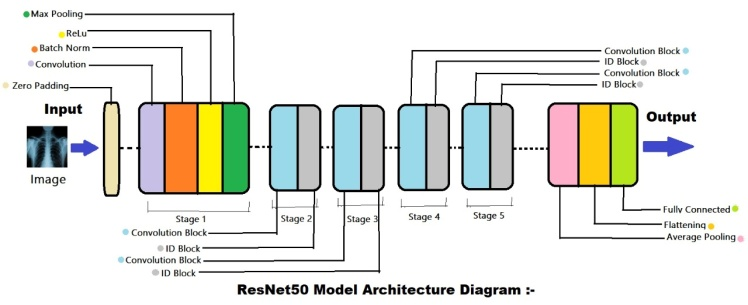 Max Pooling
ReLu
Batch Norm
Convolution
Zero Padding
Input
Image
Stage 1
Stage 2
Stage 3
Stage 4
Stage 5
Convolution Block
ID Block
Convolution Block
ID Block
Convolution Block
ID Block
Convolution Block
ID Block
Output
Fully Connected
Flattening
Average Pooling
ResNet50 Model Architecture Diagram :-